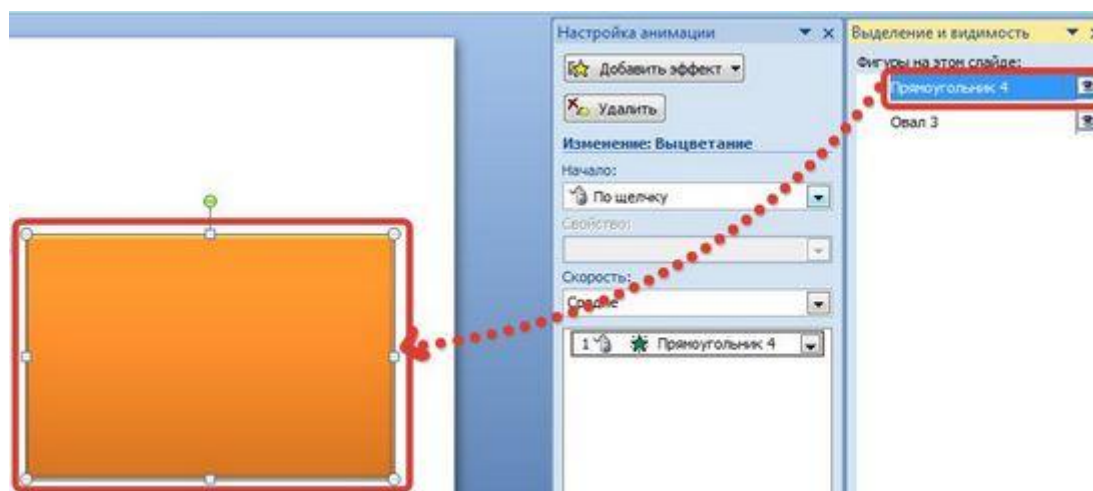 Настройка анимации
Добавить эффект
Удалить
Изменение: Выцветание
Начало:
По щелчку
Свойство:
Скорость:
Средне
1 Прямоугольник 4
Выделение и видимость
Фигуры на этом слайде:
Прямоугольник 4
Овал 3